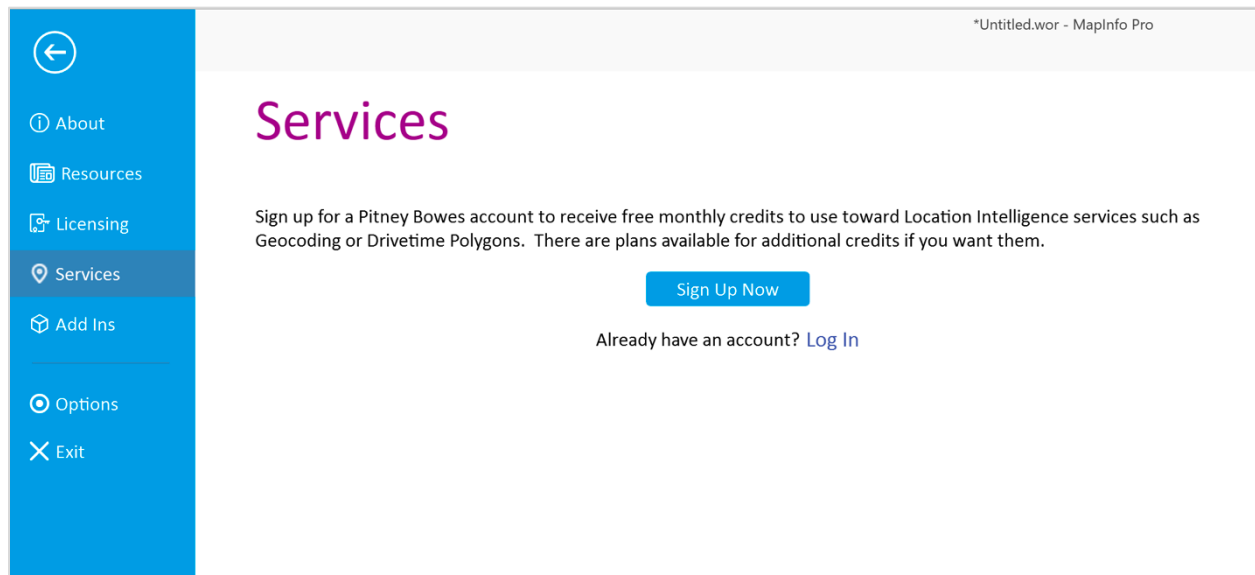 *Untitled.wor - MapInfo Pro
About
Resources
Licensing
Services
Add Ins
Options
Exit
Services
Sign up for a Pitney Bowes account to receive free monthly credits to use toward Location Intelligence services such as
Geocoding or Drivetime Polygons.  There are plans available for additional credits if you want them.
Sign Up Now
Already have an account? Log In